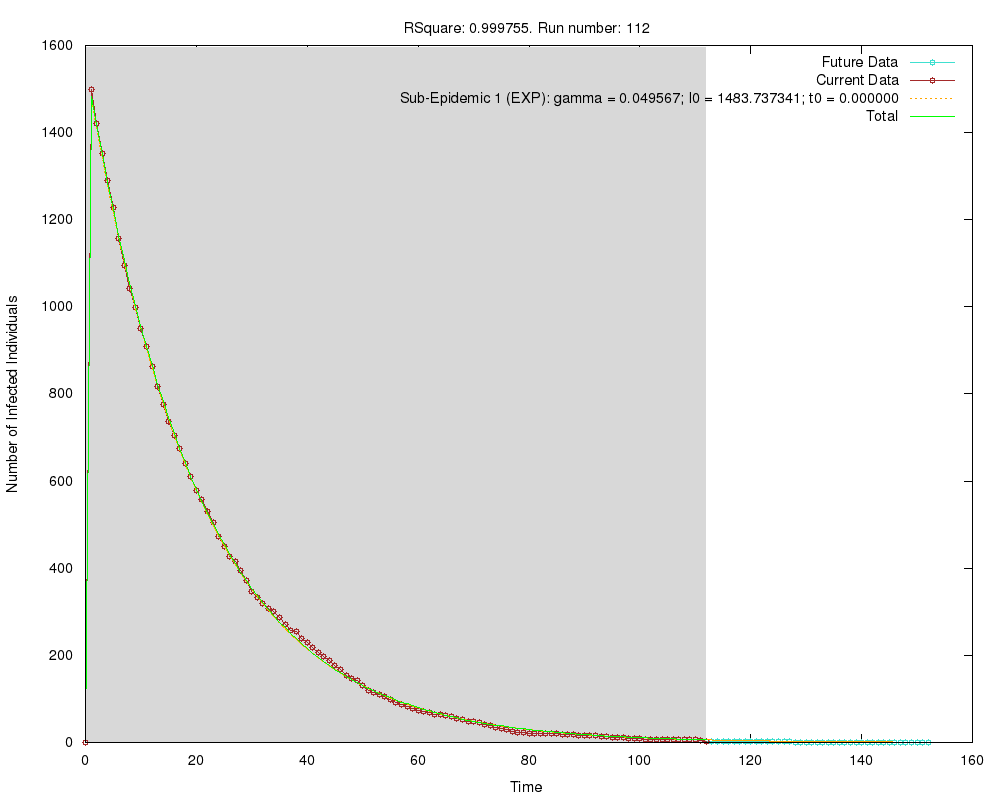 RSquare: 0.999755. Run number: 112
1600
1400
1200
1000
800
600
400
200
0
0 20 40 60 80 100 120 140 160
Number of Infected Individuals
Time
Future Data
Current Data
Sub-Epidemic 1 (EXP): gamma = 0.049567; I0 = 1483.737341; t0 = 0.000000
Total